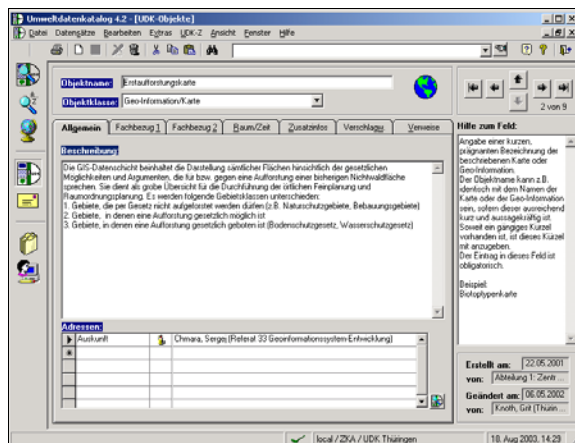 Umweltdatenkatalog 4.2 - [UDK-Objekte]
Datei Datensätze Bearbeiten Extras UDK-Z Ansicht Fenster Hilfe
Objektname: Erstaufforstungskarte
Objektklasse: Geo-Information/Karte
2 von 9
Allgemein Fachbezug 1 Fachbezug 2 Raum/Zeit Zusatzinfos Verschlagw Verweise
Beschreibung:
Die GIS-Datenschicht beinhaltet die Darstellung sämtlicher Flächen hinsichtlich der gesetzlichen
Möglichkeiten und Argumenten, die für bzw. gegen eine Aufforstung einer bisherigen Nichtwaldfläche
sprechen. Sie dient als grobe Übersicht für die Durchführung der örtlichen Feinplanung und
Raumordnungsplanung. Es werden folgende Gebietsklassen unterschieden:
1. Gebiete, die per Gesetz nicht aufgeforstet werden dürfen (z.B. Naturschutzgebiete, Bebauungsgebiete)
2. Gebiete, in denen eine Aufforstung gesetzlich möglich ist
3. Gebiete, in denen eine Aufforstung gesetzlich geboten ist (Bodenschutzgesetz, Wasserschutzgesetz)
Adressen:
Auskunft Chmara, Sergej (Referat 33 Geoinformationssystem-Entwicklung)
Hilfe zum Feld:
Angabe einer kurzen,
prägnanten Bezeichnung der
beschriebenen Karte oder
Geo-Information.
Der Objektname kann z.B.
identisch mit dem Namen der
Karte oder der Geo-Information
sein, sofern dieser ausreichend
kurz und aussagekräftig ist.
Soweit ein gängiges Kürzel
vorhanden ist, ist dieses Kürzel
mit anzugeben.
Der Eintrag in dieses Feld ist
obligatorisch.
Beispiel:
Biotoptypenkarte
Erstellt am: 22.05.2001
von: Abteilung 1: Zentr ...
Geändert am: 06.05.2002
von: Knoth, Grit (Thürin ...
local / ZKA / UDK Thüringen
18. Aug 2003, 14:29